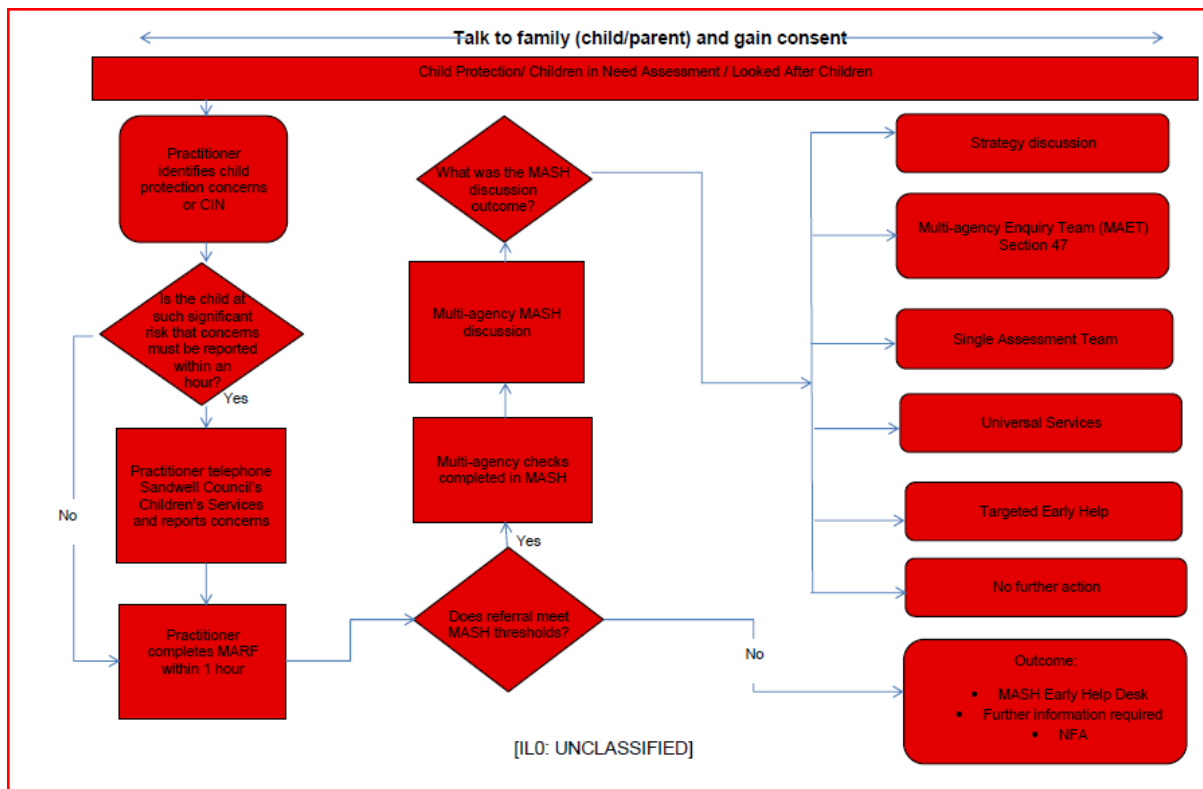 Talk to family (child/parent) and gain consent
Child Protection/ Children in Need Assessment / Looked After Children
Practitioner
identifies child
protection concerns
or CIN
Is the child at
such significant
risk that concerns
must be reported
within an
hour?
Yes
No
Practitioner telephone
Sandwell Council's
Children's Services
and reports concerns
Practitioner
completes MARF
within 1 hour
What was the MASH
discussion
outcome?
Multi-agency MASH
discussion
Multi-agency checks
completed in MASH
Yes
Does referral meet
MASH thresholds?
No
Strategy discussion
Multi-agency Enquiry Team (MAET)
Section 47
Single Assessment Team
Universal Services
Targeted Early Help
No further action
Outcome:
• MASH Early Help Desk
• Further information required
• NFA
[IL0: UNCLASSIFIED]